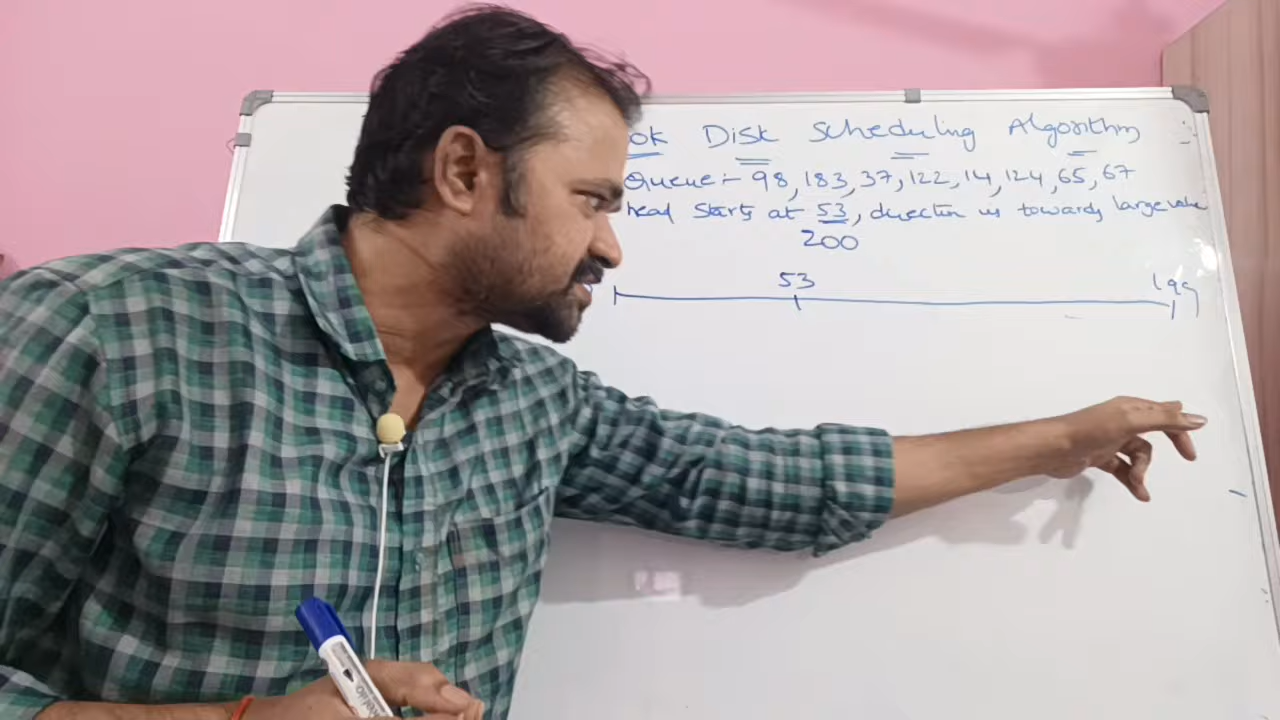 ook Disk Scheduling Algorithm :
Queue:- 98, 183, 37, 122, 14, 124, 65, 67
head starts at 53, direction is towards large value
200
53 199